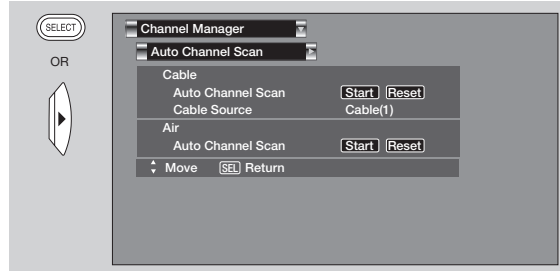 SELECT
OR
Channel Manager
Auto Channel Scan
Cable
Auto Channel Scan Start Reset
Cable Source Cable(1)
Air
Auto Channel Scan Start Reset
Move SEL Return